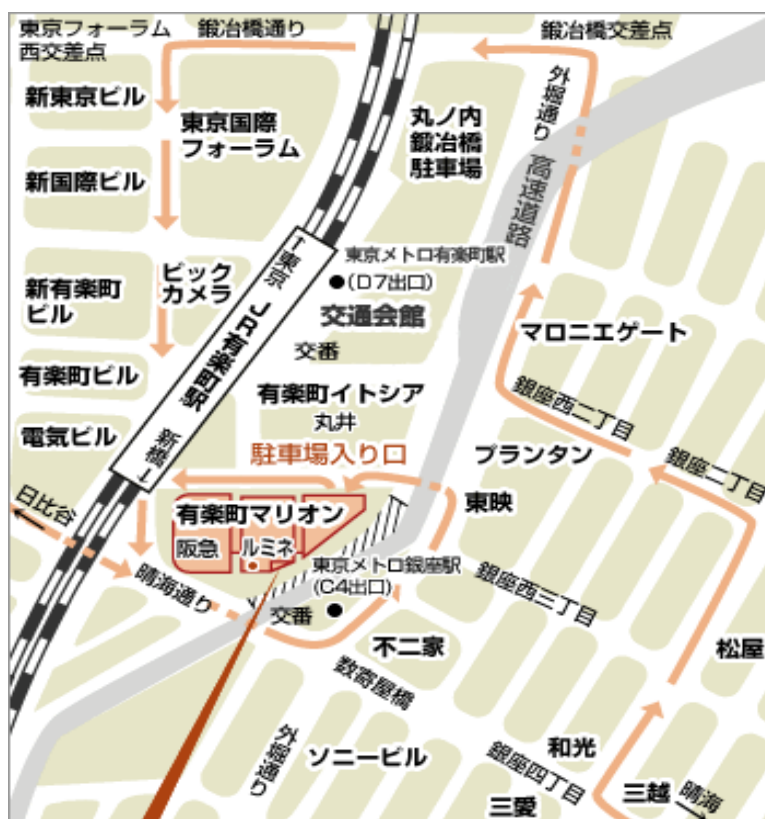 東京フォーラム
西交差点
鍛冶橋通り
鍛冶橋交差点
新東京ビル
東京国際
フォーラム
丸ノ内
鍛冶橋
駐車場
外堀通り
高速道路
新国際ビル
↑東京
JR有楽町駅
新橋↓
東京メトロ有楽町駅
(D7出口)
ビック
カメラ
新有楽町
ビル
交通会館
マロニエゲート
交番
有楽町ビル
有楽町イトシア
丸井
銀座西二丁目
電気ビル
駐車場入り口
プランタン
銀座二丁目
日比谷
有楽町マリオン
東映
阪急
ルミネ
東京メトロ銀座駅
(C4出口)
晴海通り
銀座西三丁目
交番
不二家
松屋
数寄屋橋
外堀通り
ソニービル
和光
銀座四丁目
三越
晴海
三愛